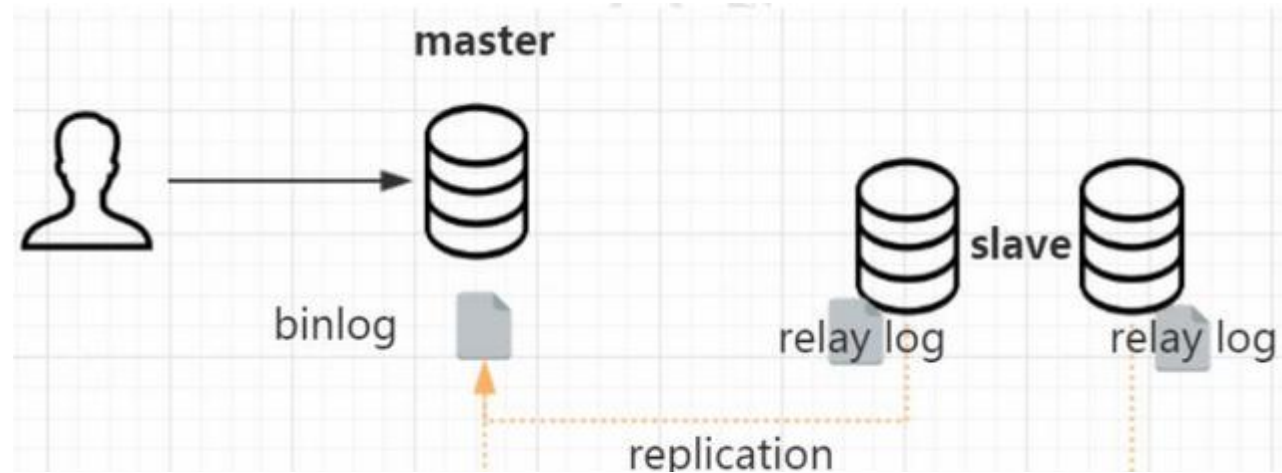 master
slave
binlog
relay log
relay log
replication